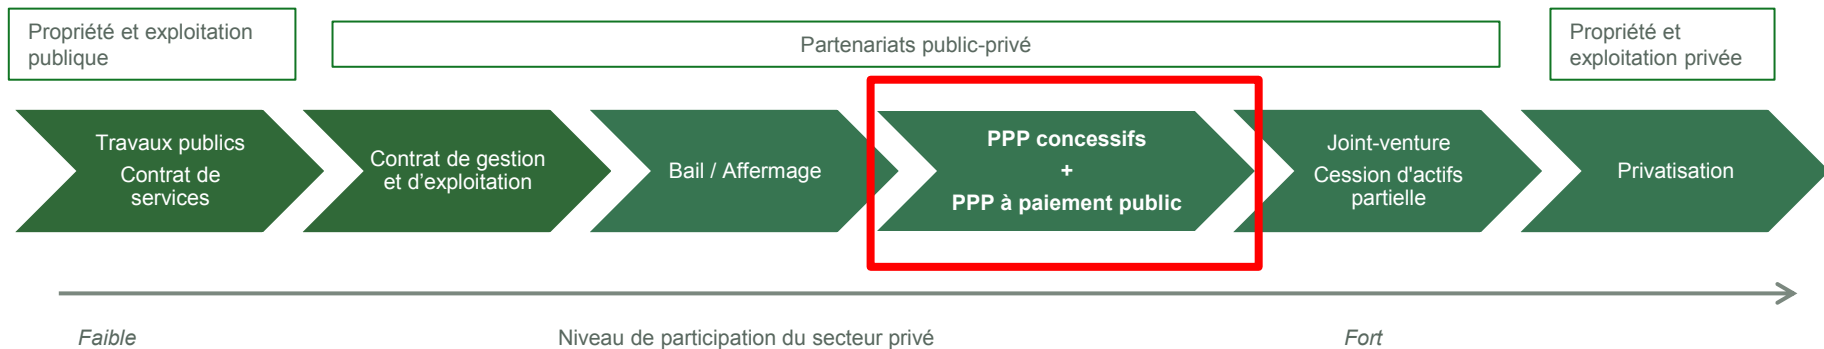 Propriété et exploitation
publique
Partenariats public-privé
Propriété et
exploitation privée
Travaux publics
Contrat de
services
Contrat de gestion
et d’exploitation
Bail / Affermage
PPP concessifs
+
PPP à paiement public
Joint-venture
Cession d'actifs
partielle
Privatisation
Faible
Niveau de participation du secteur privé
Fort